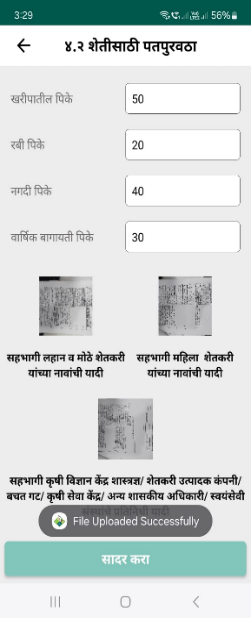 3:29
56%
४.२ शेतीसाठी पतपुरवठा
खरीपातील पिके
50
रबी पिके
20
नगदी पिके
40
वार्षिक बागायती पिके
30
सहभागी लहान व मोठे शेतकरी
यांच्या नावांची यादी
सहभागी महिला शेतकरी
यांच्या नावांची यादी
सहभागी कृषी विज्ञान केंद्र शास्त्रज्ञ/ शेतकरी उत्पादक कंपनी/
बचत गट/ कृषी सेवा केंद्र/ अन्य शासकीय अधिकारी/ स्वयंसेवी
File Uploaded Successfully
सादर करा